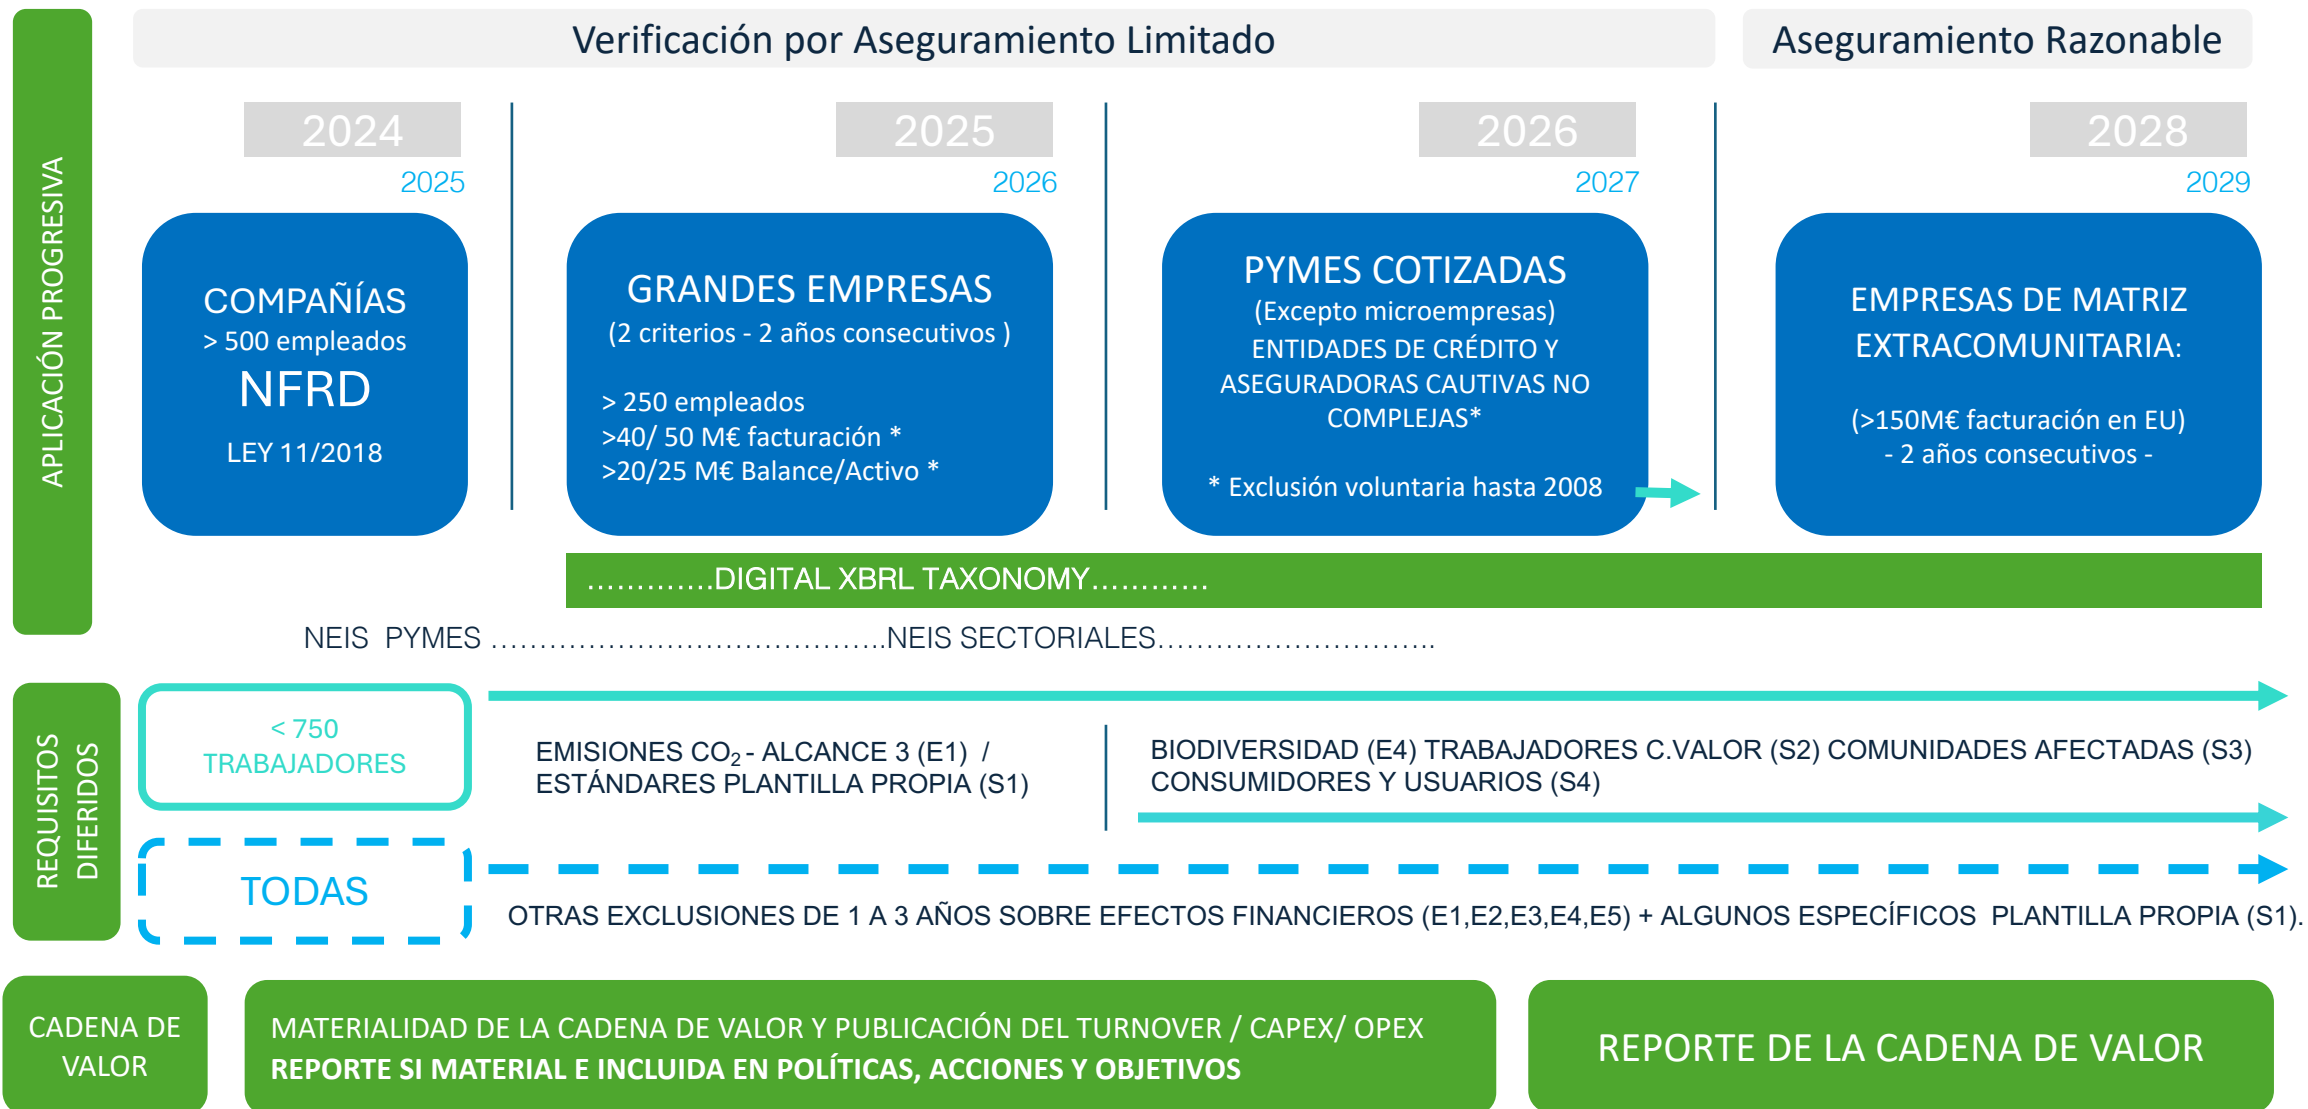 APLICACIÓN PROGRESIVA
Verificación por Aseguramiento Limitado
Aseguramiento Razonable
2024
2025
2025
2026
2026
2027
2028
2029
COMPAÑÍAS
> 500 empleados
NFRD
LEY 11/2018
GRANDES EMPRESAS
(2 criterios - 2 años consecutivos )
> 250 empleados
>40/ 50 M€ facturación *
>20/25 M€ Balance/Activo *
PYMES COTIZADAS
(Excepto microempresas)
ENTIDADES DE CRÉDITO Y
ASEGURADORAS CAUTIVAS NO
COMPLEJAS*
* Exclusión voluntaria hasta 2008
EMPRESAS DE MATRIZ
EXTRACOMUNITARIA:
(>150M€ facturación en EU)
- 2 años consecutivos -
………….DIGITAL XBRL TAXONOMY…………
NEIS  PYMES …………………………………..NEIS SECTORIALES………………………..
REQUISITOS
DIFERIDOS
< 750
TRABAJADORES
EMISIONES CO₂ - ALCANCE 3 (E1)  /
ESTÁNDARES PLANTILLA PROPIA (S1)
BIODIVERSIDAD (E4) TRABAJADORES C.VALOR (S2) COMUNIDADES AFECTADAS (S3)
CONSUMIDORES Y USUARIOS (S4)
TODAS
OTRAS EXCLUSIONES DE 1 A 3 AÑOS SOBRE EFECTOS FINANCIEROS (E1,E2,E3,E4,E5) + ALGUNOS ESPECÍFICOS  PLANTILLA PROPIA (S1).
CADENA DE
VALOR
MATERIALIDAD DE LA CADENA DE VALOR Y PUBLICACIÓN DEL TURNOVER / CAPEX/ OPEX
REPORTE SI MATERIAL E INCLUIDA EN POLÍTICAS, ACCIONES Y OBJETIVOS
REPORTE DE LA CADENA DE VALOR